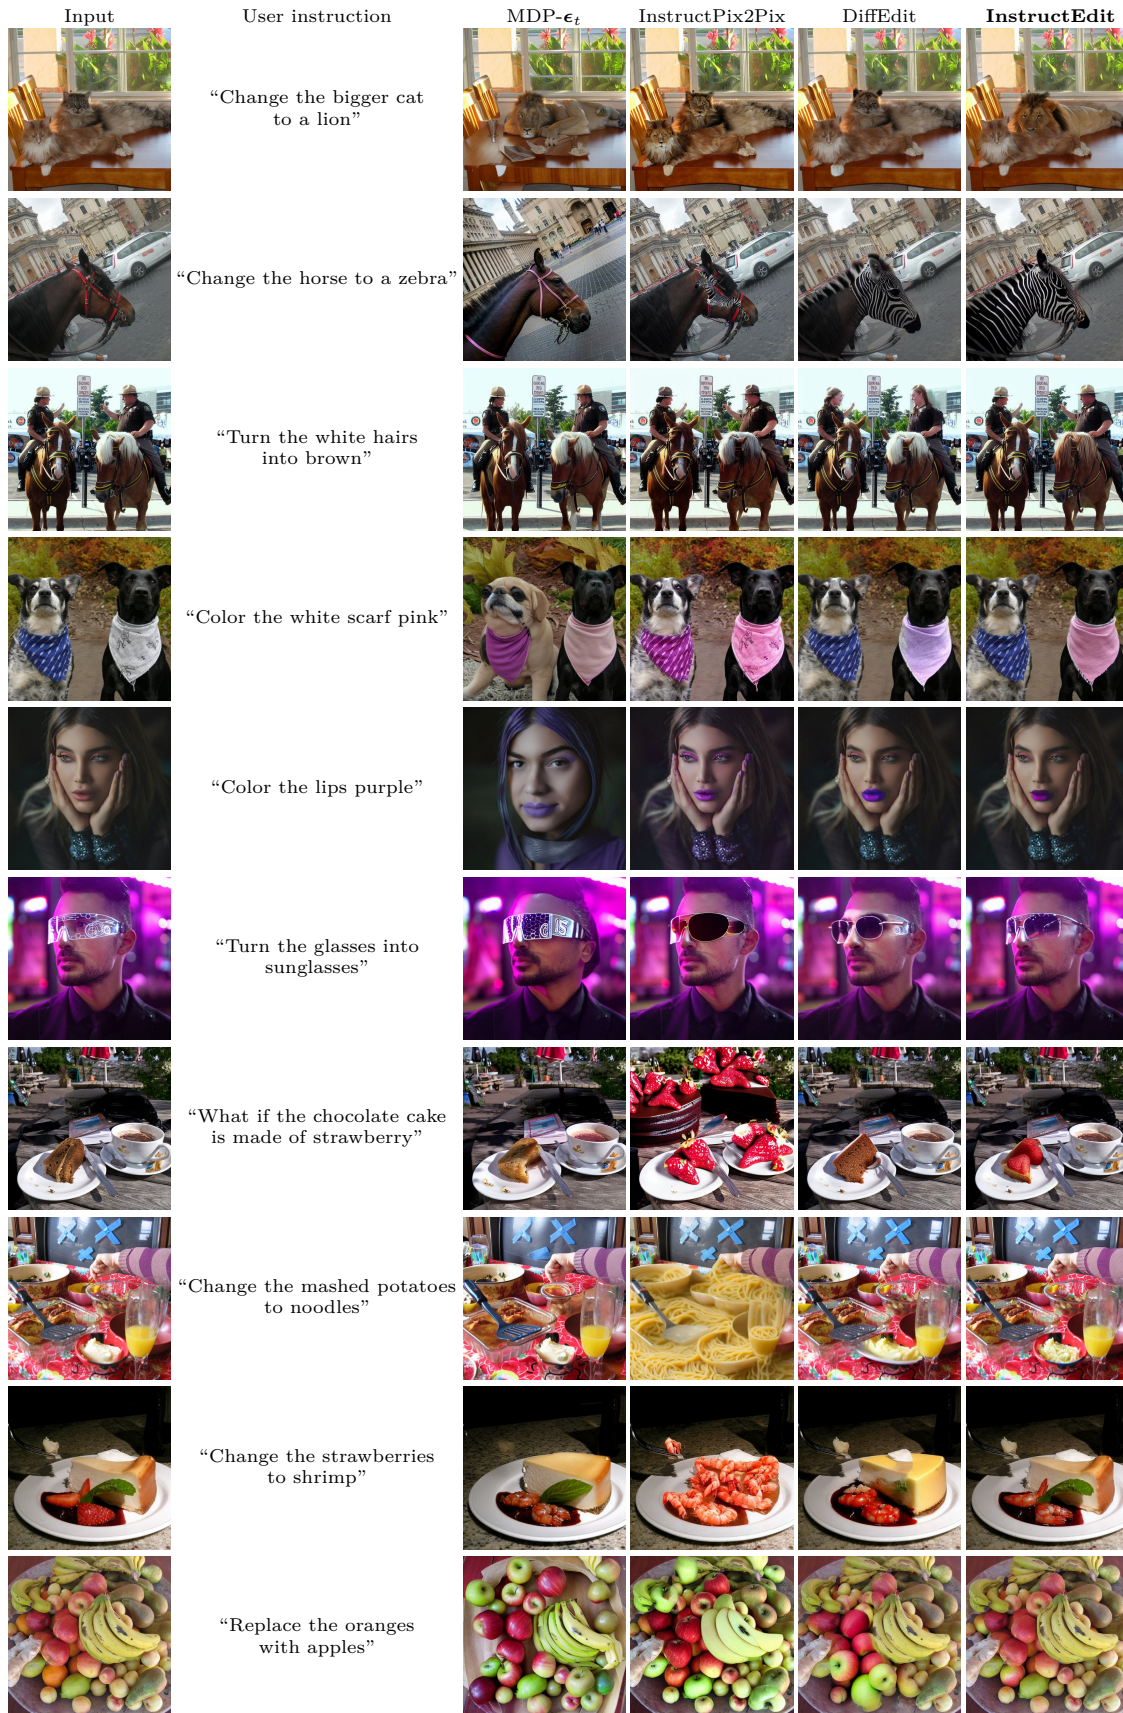 Input User instruction MDP-ϵt InstructPix2Pix DiffEdit InstructEdit
“Change the bigger cat
to a lion”
“Change the horse to a zebra”
“Turn the white hairs
into brown”
“Color the white scarf pink”
“Color the lips purple”
“Turn the glasses into
sunglasses”
“What if the chocolate cake
is made of strawberry”
“Change the mashed potatoes
to noodles”
“Change the strawberries
to shrimp”
“Replace the oranges
with apples”